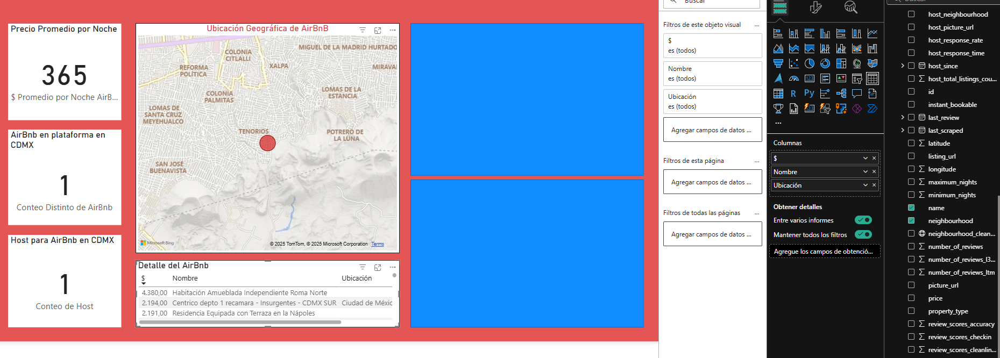 Precio Promedio por Noche
365
$ Promedio por Noche AirB...
AirBnb en plataforma en
CDMX
1
Conteo Distinto de AirBnb
Host para AirBnb en CDMX
1
Conteo de Host
Ubicación Geográfica de AirBnB
COLONIA
CITLALLI
MIGUEL DE LA MADRID HURTADO
REFORMA
POLÍTICA
XALPA
MIRAVA
COLONIA
PALMITAS
LOMAS DE LA
ESTANCIA
LOMAS DE
SANTA CRUZ
MEYEHUALCO
TENORIOS
POTRERO DE
LA LUNA
SAN JOSÉ
BUENAVISTA
Microsoft Bing
© 2025 TomTom, © 2025 Microsoft Corporation Terms
Detalle del AirBnb
$ Nombre Ubicación
4.380,00 Habitación Amueblada Independiente Roma Norte
2.194,00 Centrico depto 1 recamara - Insurgentes - CDMX SUR Ciudad de Méxic
2.191,00 Residencia Equipada con Terraza en la Nápoles
Buscar
Filtros de este objeto visual ...
$
es (todos)
Nombre
es (todos)
Ubicación
es (todos)
Agregar campos de datos ...
Filtros de esta página ...
Agregar campos de datos ...
Filtros de todas las páginas ...
Agregar campos de datos ...
123
R
Py
123
...
Columnas
$
Nombre
Ubicación
Obtener detalles
Entre varios informes
Mantener todos los filtros
Agregue los campos de obtenció...
host_neighbourhood
host_picture_url
host_response_rate
host_response_time
host_since
host_total_listings_cou...
id
instant_bookable
last_review
last_scraped
latitude
listing_url
longitude
maximum_nights
minimum_nights
name
neighbourhood
neighbourhood_clean...
number_of_reviews
number_of_reviews_l3...
number_of_reviews_ltm
picture_url
price
property_type
review_scores_accuracy
review_scores_checkin
review_scores_cleanlin...